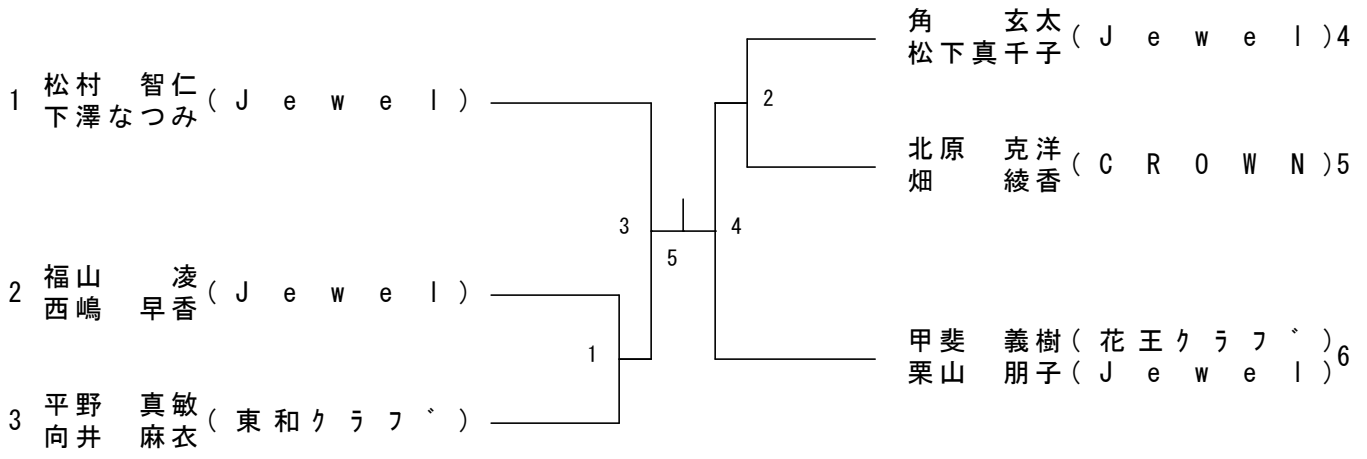 1 松村 智仁
下澤なつみ (Jewel)
2 福山 凌
西嶋 早香 (Jewel)
3 平野 真敏
向井 麻衣 (東和ｸﾗﾌﾞ)
3
1
5
角 玄太
松下真千子 (Jewel) 4
北原 克洋
畑 綾香 (CROWN) 5
甲斐 義樹 (花王ｸﾗﾌﾞ)
栗山 朋子 (Jewel) 6
2
4